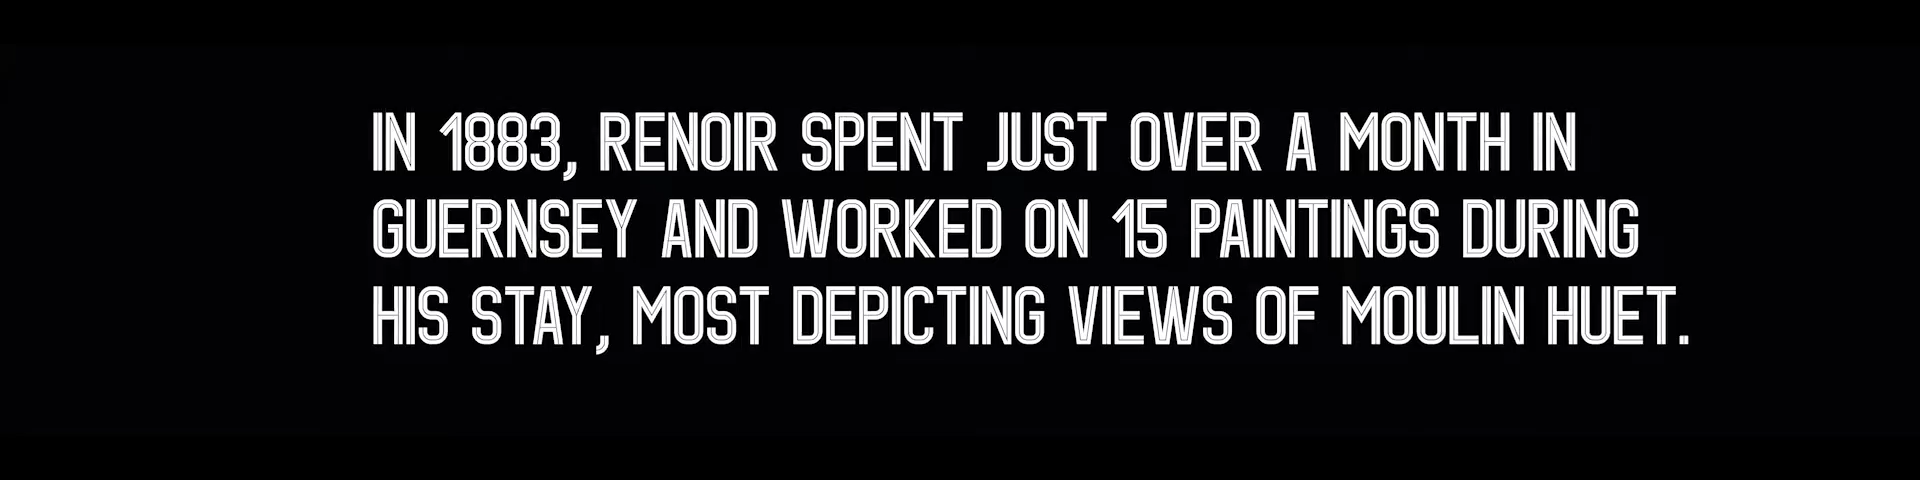 IN 1883, RENOIR SPENT JUST OVER A MONTH IN
GUERNSEY AND WORKED ON 15 PAINTINGS DURING
HIS STAY, MOST DEPICTING VIEWS OF MOULIN HUET.